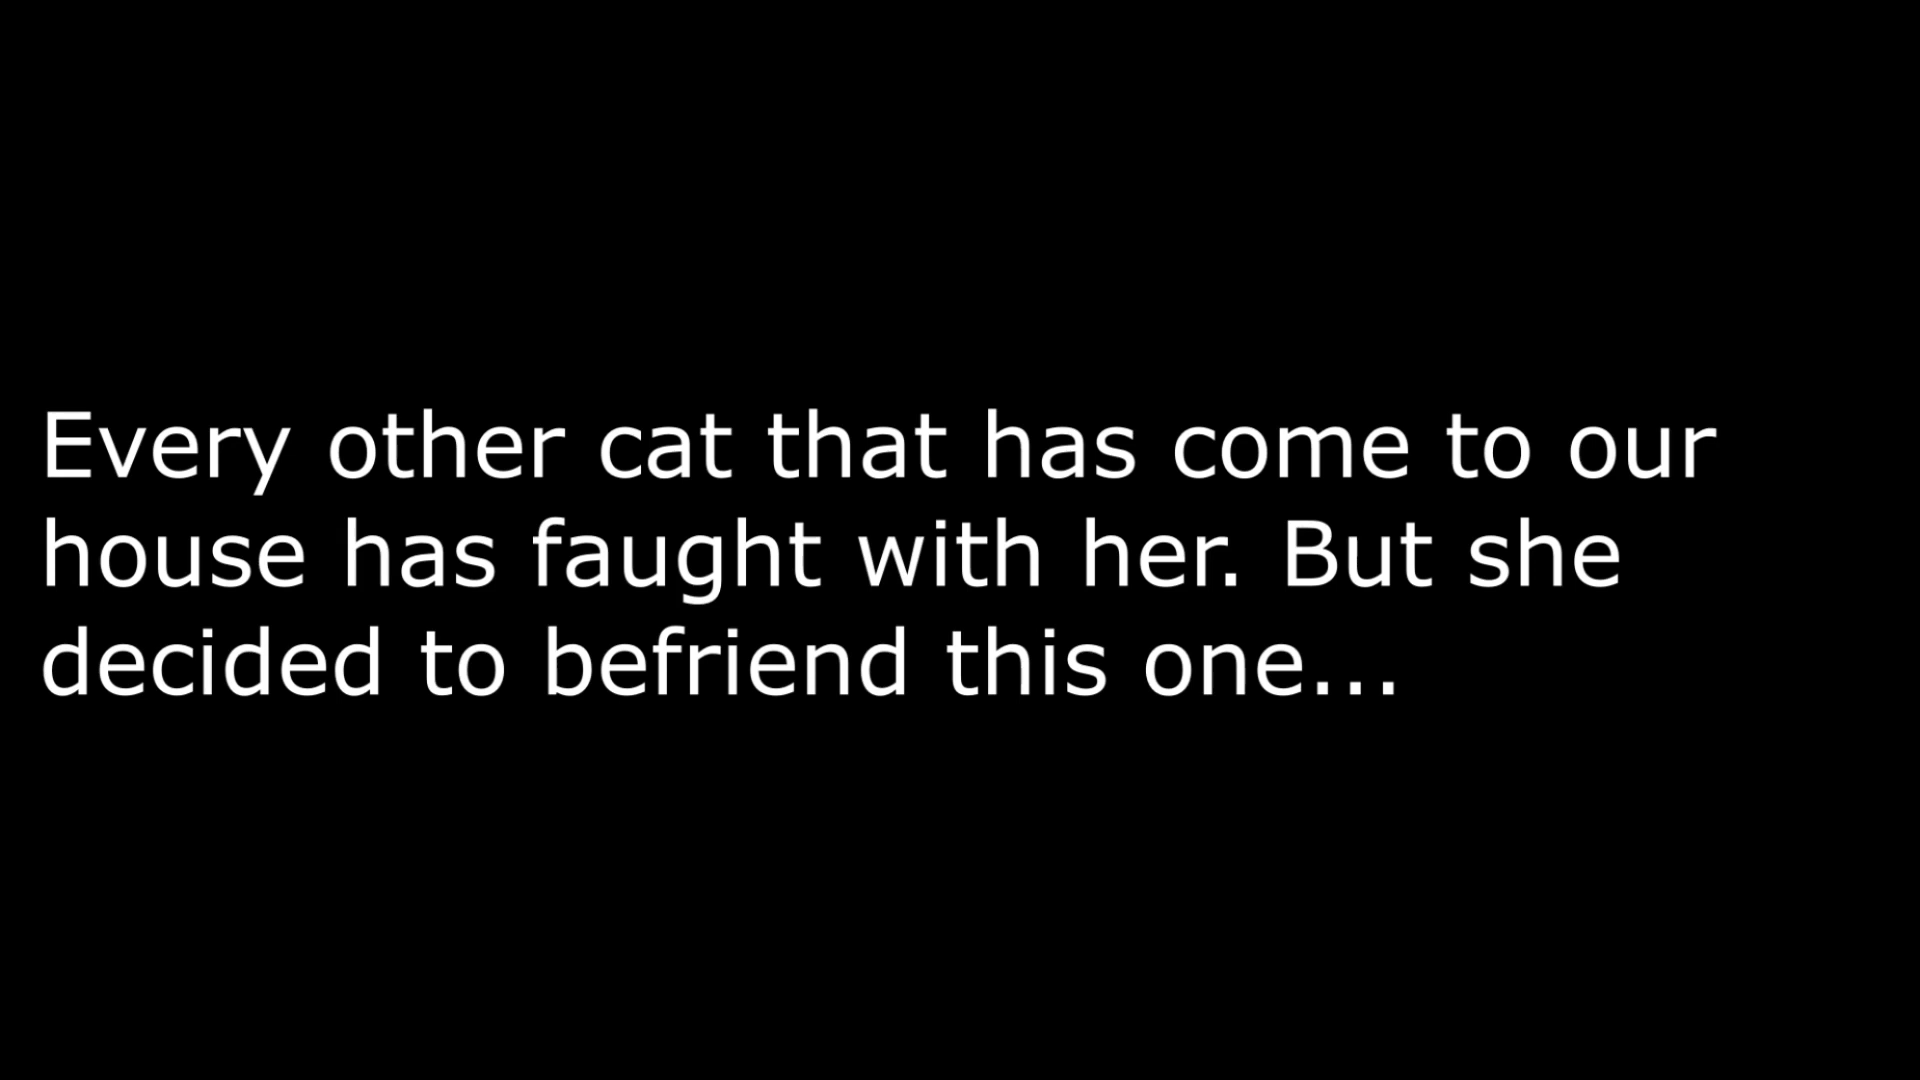 Every other cat that has come to our
house has faught with her. But she
decided to befriend this one...